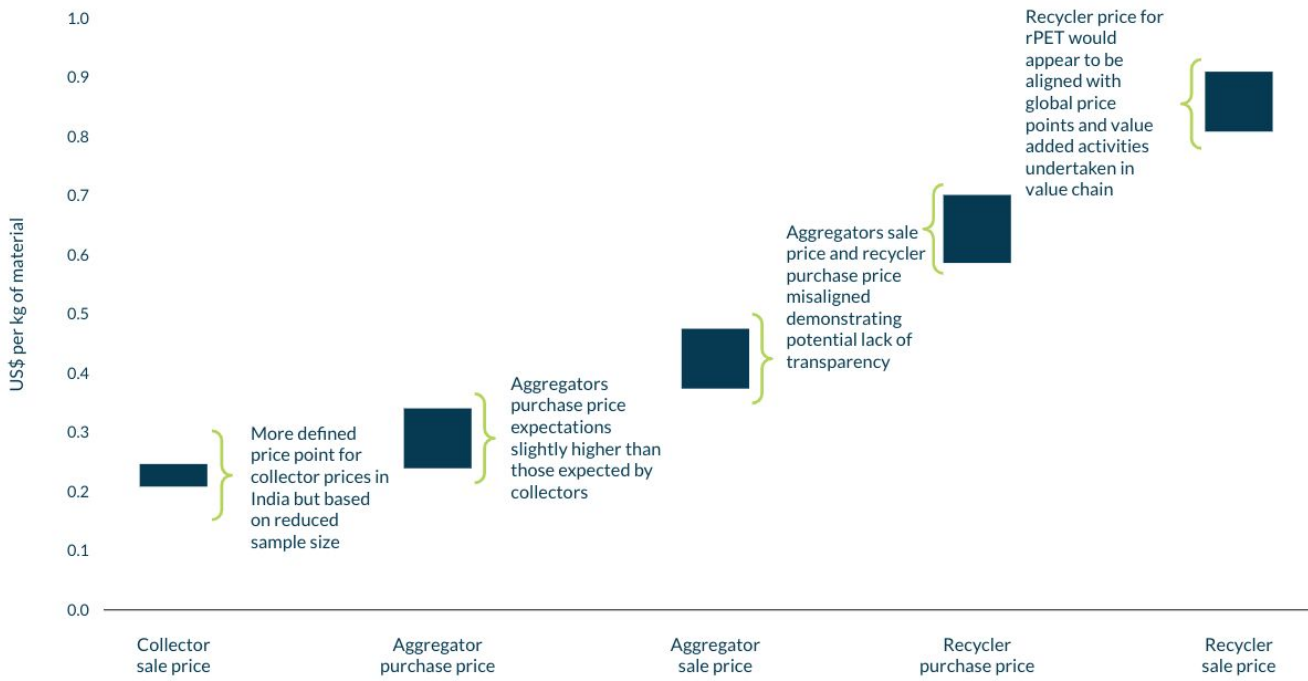 1.0
0.9
0.8
0.7
0.6
0.5
0.4
0.3
0.2
0.1
0.0
US$ per kg of material
More defined
price point for
collector prices in
India but based
on reduced
sample size
Aggregators
purchase price
expectations
slightly higher than
those expected by
collectors
Aggregators sale
price and recycler
purchase price
misaligned
demonstrating
potential lack of
transparency
Recycler price for
rPET would
appear to be
aligned with
global price
points and value
added activities
undertaken in
value chain
Collector
sale price
Aggregator
purchase price
Aggregator
sale price
Recycler
purchase price
Recycler
sale price